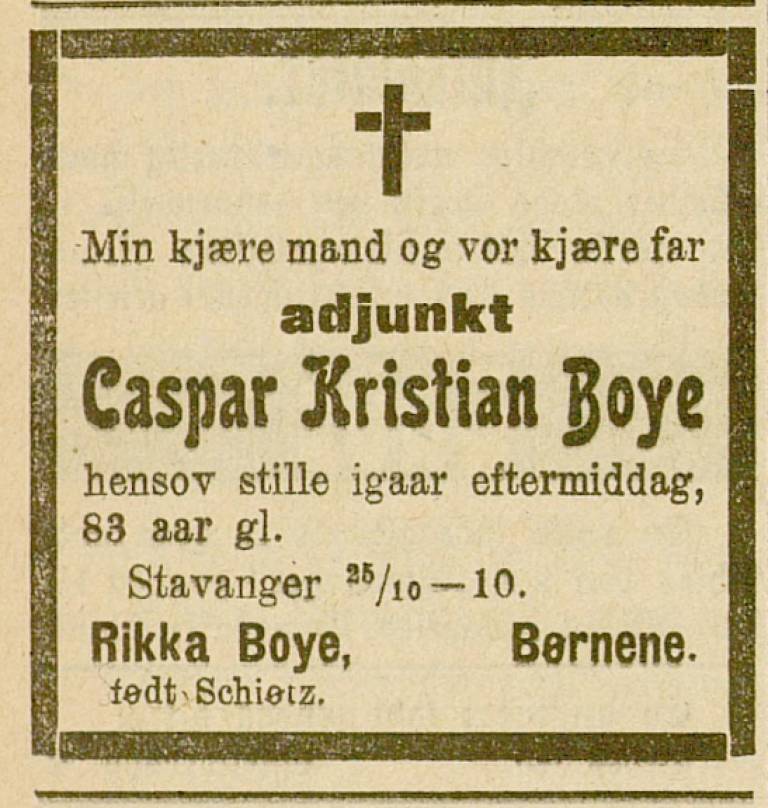 Min kjære mand og vor kjære far
adjunkt
Caspar Kristian Boye
hensov stille igaar eftermiddag,
83 aar gl.
Stavanger 25/10—10.
Rikka Boye, Børnene.
født Schiøtz.